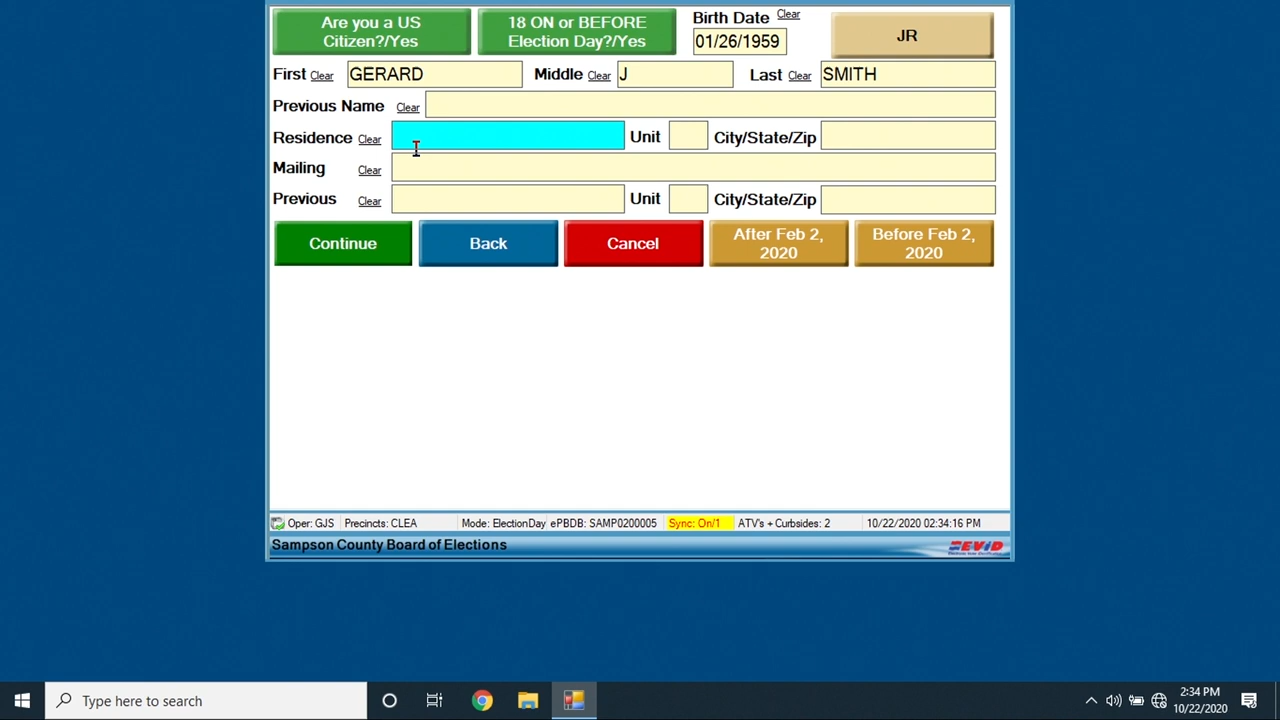 Are you a US
Citizen?/Yes
18 ON or BEFORE
Election Day?/Yes
Birth Date Clear
01/26/1959
JR
First Clear GERARD Middle Clear J Last Clear SMITH
Previous Name Clear
Residence Clear Unit City/State/Zip
Mailing Clear
Previous Clear Unit City/State/Zip
Continue Back Cancel
After Feb 2,
2020
Before Feb 2,
2020
Oper: GJS Precincts: CLEA Mode: ElectionDay ePBDB: SAMP0200005 Sync: On/1 ATV's + Curbsides: 2 10/22/2020 02:34:16 PM
Sampson County Board of Elections EViD
Type here to search
2:34 PM
10/22/2020